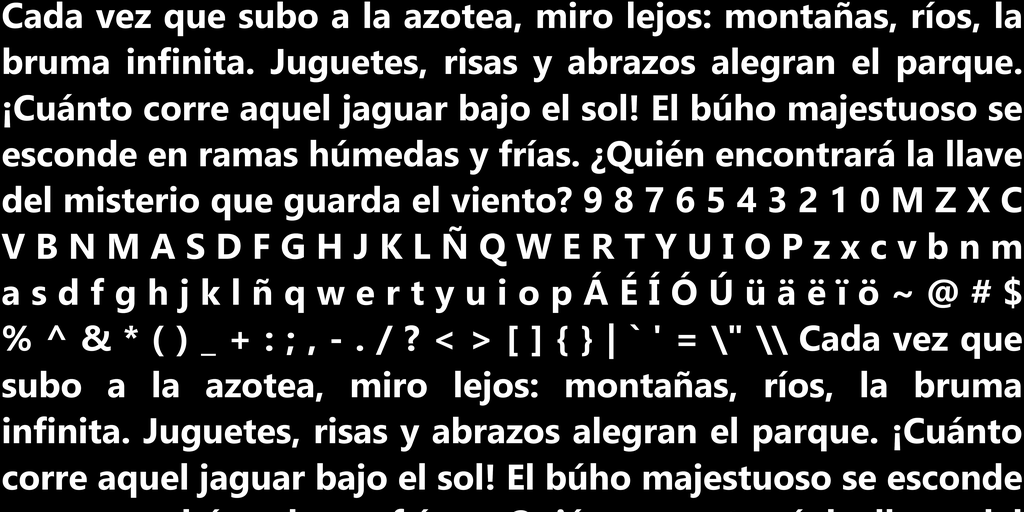 Cada vez que subo a la azotea, miro lejos: montañas, ríos, la
bruma infinita. Juguetes, risas y abrazos alegran el parque.
¡Cuánto corre aquel jaguar bajo el sol! El búho majestuoso se
esconde en ramas húmedas y frías. ¿Quién encontrará la llave
del misterio que guarda el viento? 9 8 7 6 5 4 3 2 1 0 M Z X C
V B N M A S D F G H J K L Ñ Q W E R T Y U I O P z x c v b n m
a s d f g h j k l ñ q w e r t y u i o p Á É Í Ó Ú ü ä ë ï ö ~ @ # $
% ^ & * ( ) _ + : ; , - . / ? < > [ ] { } | ` ' = \" \\ Cada vez que
subo a la azotea, miro lejos: montañas, ríos, la bruma
infinita. Juguetes, risas y abrazos alegran el parque. ¡Cuánto
corre aquel jaguar bajo el sol! El búho majestuoso se esconde